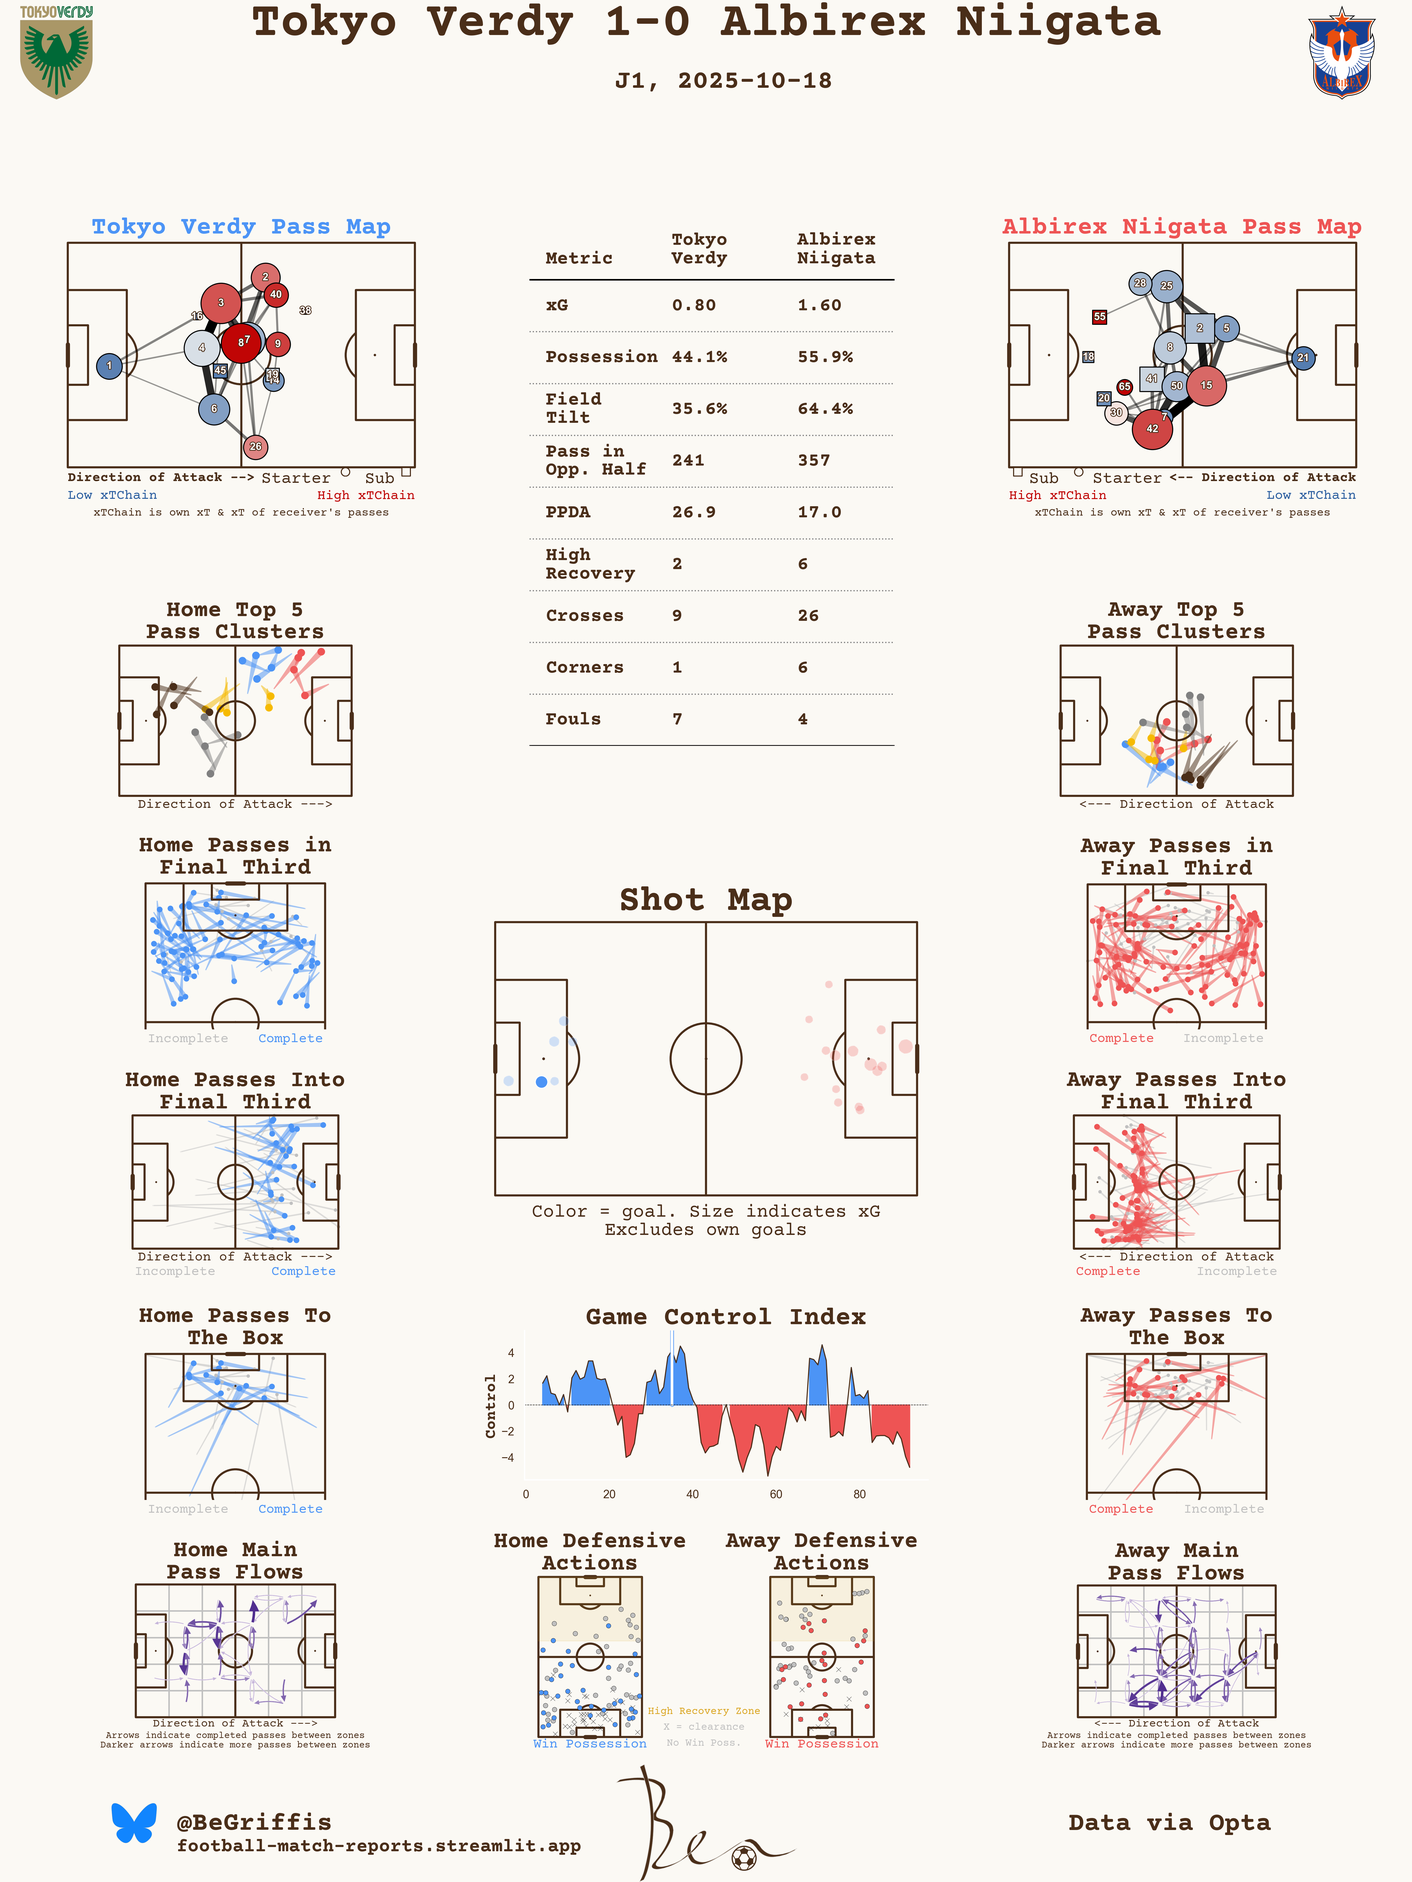 TOKYOVERDY
Tokyo Verdy 1-0 Albirex Niigata
J1, 2025-10-18
ALBIREX
Tokyo Verdy Pass Map
2
40
3
38
16
8
7
4
9
1
45
19
14
6
26
Direction of Attack --> Starter Sub
Low xTChain High xTChain
xTChain is own xT & xT of receiver's passes
Metric Tokyo Verdy Albirex Niigata
xG 0.80 1.60
Possession 44.1% 55.9%
Field Tilt 35.6% 64.4%
Pass in Opp. Half 241 357
PPDA 26.9 17.0
High Recovery 2 6
Crosses 9 26
Corners 1 6
Fouls 7 4
Albirex Niigata Pass Map
28
25
55
2
5
8
18
21
41
65
50
15
20
30
7
42
Sub Starter <-- Direction of Attack
High xTChain Low xTChain
xTChain is own xT & xT of receiver's passes
Home Top 5
Pass Clusters
Direction of Attack --->
Away Top 5
Pass Clusters
<--- Direction of Attack
Home Passes in
Final Third
Incomplete Complete
Away Passes in
Final Third
Complete Incomplete
Shot Map
Color = goal. Size indicates xG
Excludes own goals
Home Passes Into
Final Third
Direction of Attack --->
Incomplete Complete
Away Passes Into
Final Third
<--- Direction of Attack
Complete Incomplete
Home Passes To
The Box
Incomplete Complete
Game Control Index
Control
4
2
0
−2
−4
0 20 40 60 80
Away Passes To
The Box
Complete Incomplete
Home Main
Pass Flows
Direction of Attack --->
Arrows indicate completed passes between zones
Darker arrows indicate more passes between zones
Home Defensive
Actions
Win Possession
Away Defensive
Actions
Win Possession
High Recovery Zone
X = clearance
No Win Poss.
Away Main
Pass Flows
<--- Direction of Attack
Arrows indicate completed passes between zones
Darker arrows indicate more passes between zones
@BeGriffis
football-match-reports.streamlit.app
Ben
Data via Opta